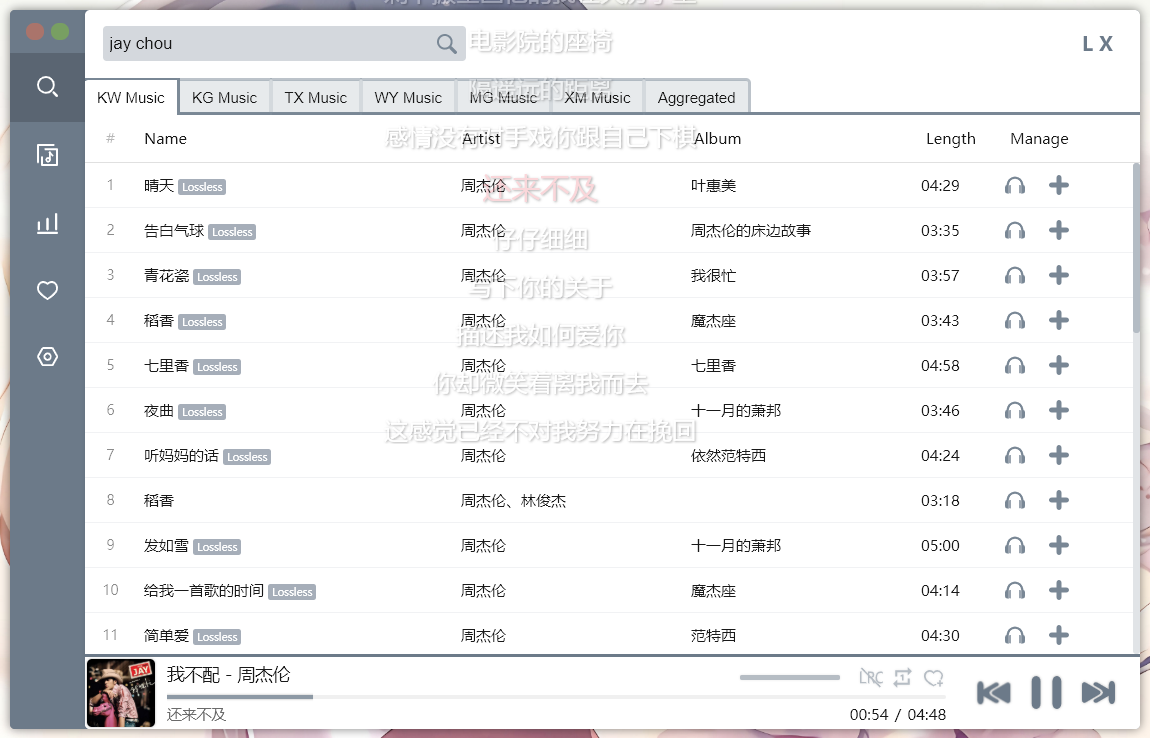 jay chou
L X
KW Music KG Music TX Music WY Music MG Music XM Music Aggregated
电影院的座椅
隔遥远的距离
# Name Artist Album Length Manage
感情没有对手戏你跟自己下棋
1 晴天 Lossless 周杰伦 叶惠美 04:29
还来不及
2 告白气球 Lossless 周杰伦 周杰伦的床边故事 03:35
仔仔细细
3 青花瓷 Lossless 周杰伦 我很忙 03:57
写下你的关于
4 稻香 Lossless 周杰伦 魔杰座 03:43
描述我如何爱你
5 七里香 Lossless 周杰伦 七里香 04:58
你却微笑着离我而去
6 夜曲 Lossless 周杰伦 十一月的萧邦 03:46
这感觉已经不对我努力在挽回
7 听妈妈的话 Lossless 周杰伦 依然范特西 04:24
8 稻香 周杰伦、林俊杰 03:18
9 发如雪 Lossless 周杰伦 十一月的萧邦 05:00
10 给我一首歌的时间 Lossless 周杰伦 魔杰座 04:14
11 简单爱 Lossless 周杰伦 范特西 04:30
JAY
我不配 - 周杰伦
LRC
还来不及
00:54 / 04:48